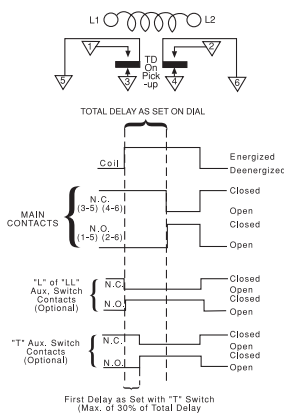 L1 L2
1 2
TD
On
Pick
-up
5 3 4 6
TOTAL DELAY AS SET ON DIAL
Coil
Energized
Deenergized
MAIN
CONTACTS
N.C.
(3-5) (4-6)
Closed
Open
N.O.
(1-5) (2-6)
Closed
Open
"L" of "LL"
Aux, Switch
Contacts
(Optional)
N.C.
Closed
Open
N.O.
Closed
Open
"T" Aux. Switch
Contacts
(Optional)
N.C.
Closed
Open
N.O.
Closed
Open
First Delay as Set with "T" Switch
(Max. of 30% of Total Delay